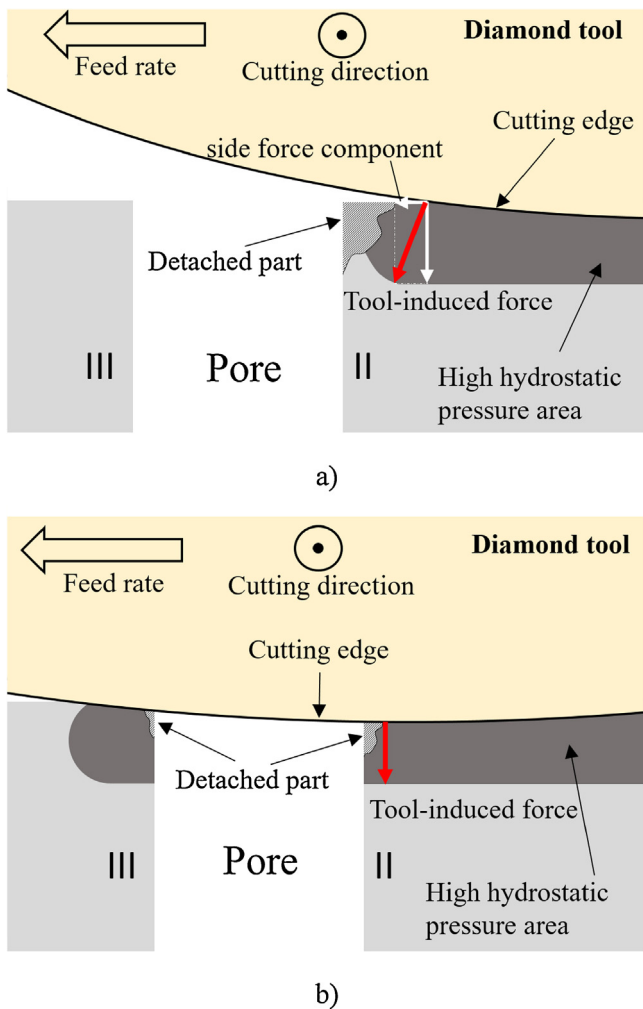 Diamond tool
Feed rate
Cutting direction
Cutting edge
side force component
Detached part
Tool-induced force
III
Pore
II
High hydrostatic
pressure area
a)
Diamond tool
Feed rate
Cutting direction
Cutting edge
Detached part
Tool-induced force
III
Pore
II
High hydrostatic
pressure area
b)